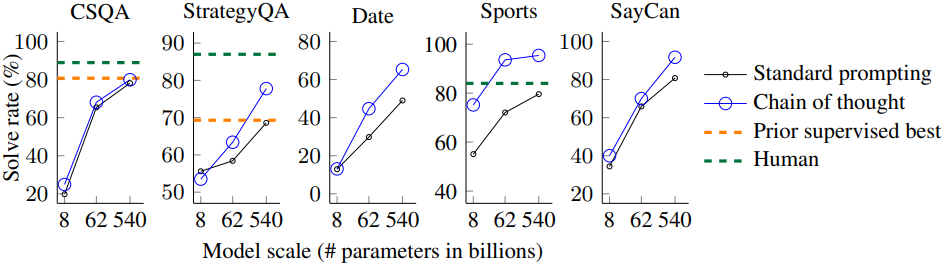 CSQA
StrategyQA
Date
Sports
SayCan
Solve rate (%)
100
80
60
40
20
8 62 540
90
80
70
60
50
8 62 540
80
60
40
20
0
8 62 540
100
80
60
40
8 62 540
100
80
60
40
20
8 62 540
Model scale (# parameters in billions)
Standard prompting
Chain of thought
Prior supervised best
Human